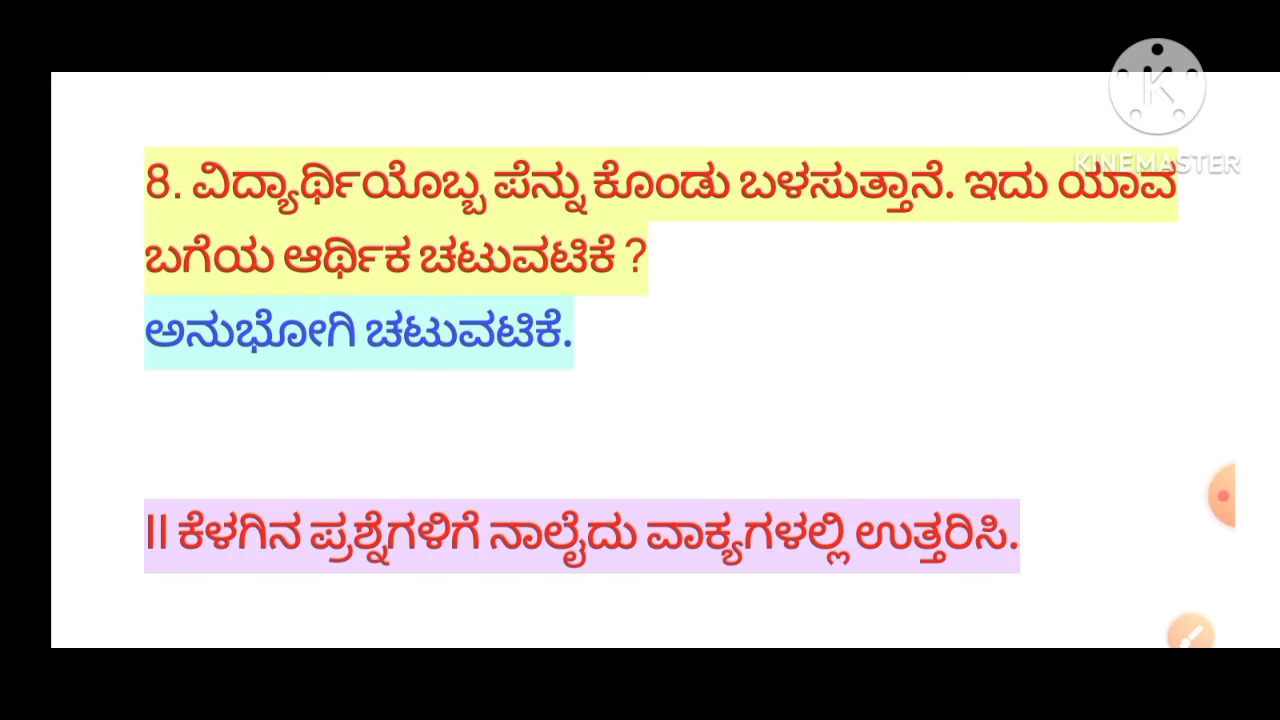 8. ವಿದ್ಯಾರ್ಥಿಯೊಬ್ಬ ಪೆನ್ನು ಕೊಂಡು ಬಳಸುತ್ತಾನೆ. ಇದು ಯಾವ
ಬಗೆಯ ಆರ್ಥಿಕ ಚಟುವಟಿಕೆ ?
ಅನುಭೋಗಿ ಚಟುವಟಿಕೆ.
II ಕೆಳಗಿನ ಪ್ರಶ್ನೆಗಳಿಗೆ ನಾಲೈದು ವಾಕ್ಯಗಳಲ್ಲಿ ಉತ್ತರಿಸಿ.
K
KINEMASTER